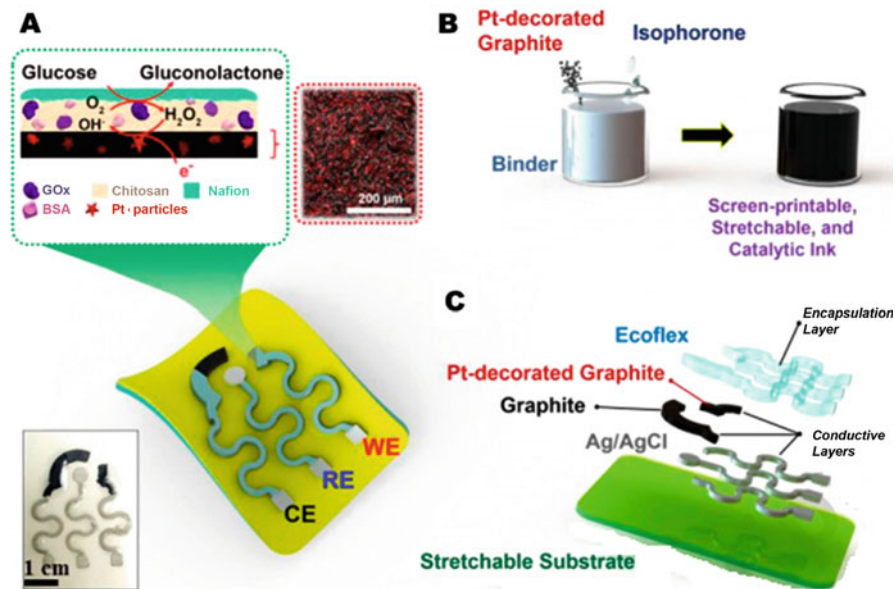 A
Glucose
Gluconolactone
O2
OH-
H2O2
e-
GOx
Chitosan
Nafion
BSA
Pt particles
200 µm
WE
RE
CE
1 cm
B
Pt-decorated
Graphite
Isophorone
Binder
Screen-printable,
Stretchable, and
Catalytic Ink
C
Encapsulation
Layer
Ecoflex
Pt-decorated Graphite
Graphite
Ag/AgCl
Conductive
Layers
Stretchable Substrate